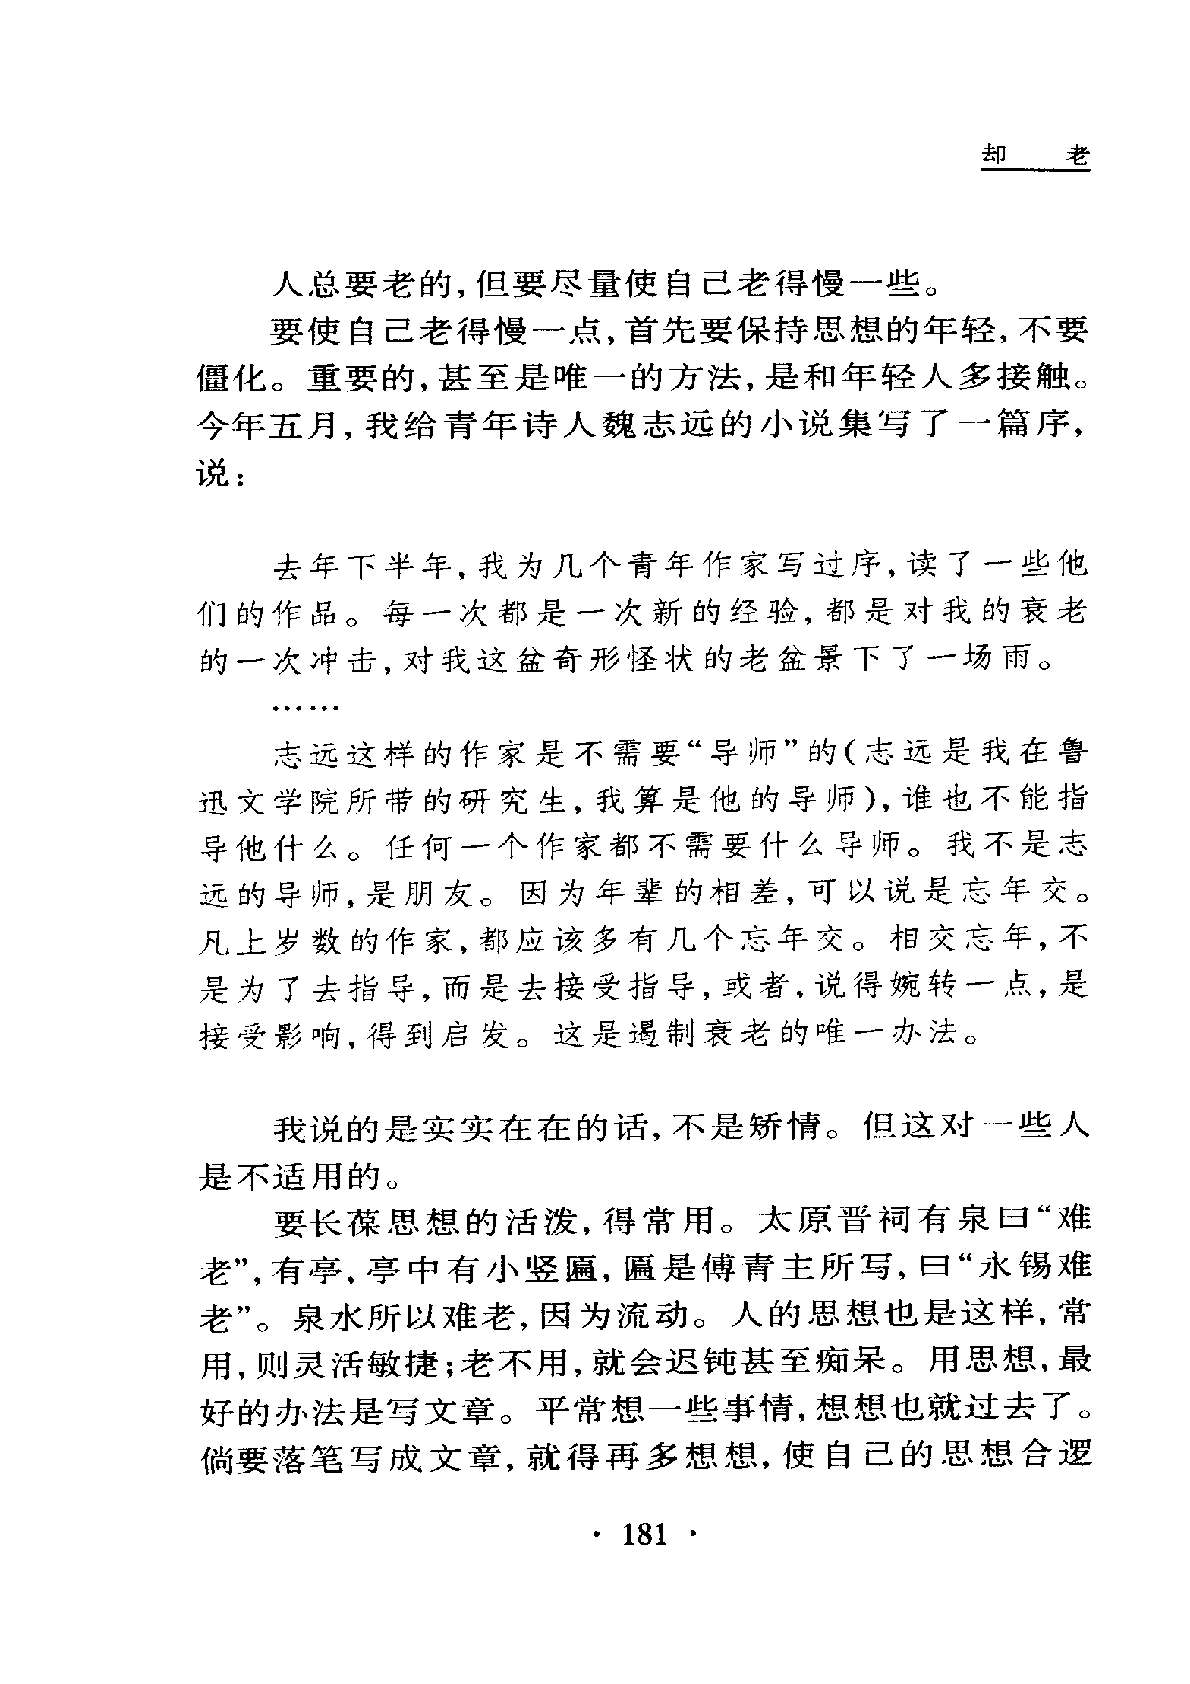 却 老
人总要老的,但要尽量使自己老得慢一些。
要使自己老得慢一点,首先要保持思想的年轻,不要
僵化。重要的,甚至是唯一的方法,是和年轻人多接触。
今年五月,我给青年诗人魏志远的小说集写了一篇序,
说:
去年下半年,我为几个青年作家写过序,读了一些他
们的作品。每一次都是一次新的经验,都是对我的衰老
的一次冲击,对我这盆奇形怪状的老盆景下了一场雨。
……
志远这样的作家是不需要“导师”的(志远是我在鲁
迅文学院所带的研究生,我算是他的导师),谁也不能指
导他什么。任何一个作家都不需要什么导师。我不是志
远的导师,是朋友。因为年辈的相差,可以说是忘年交。
凡上岁数的作家,都应该多有几个忘年交。相交忘年,不
是为了去指导,而是去接受指导,或者,说得婉转一点,是
接受影响,得到启发。这是遏制衰老的唯一办法。
我说的是实实在在的话,不是矫情。但这对一些人
是不适用的。
要长葆思想的活泼,得常用。太原晋祠有泉曰“难
老”,有亭、亭中有小竖匾,匾是傅青主所写,曰“永锡难
老”。泉水所以难老,因为流动。人的思想也是这样,常
用,则灵活敏捷;老不用,就会迟钝甚至痴呆。用思想,最
好的办法是写文章。平常想一些事情,想想也就过去了。
倘要落笔写成文章,就得再多想想,使自己的思想合逻
· 181 ·